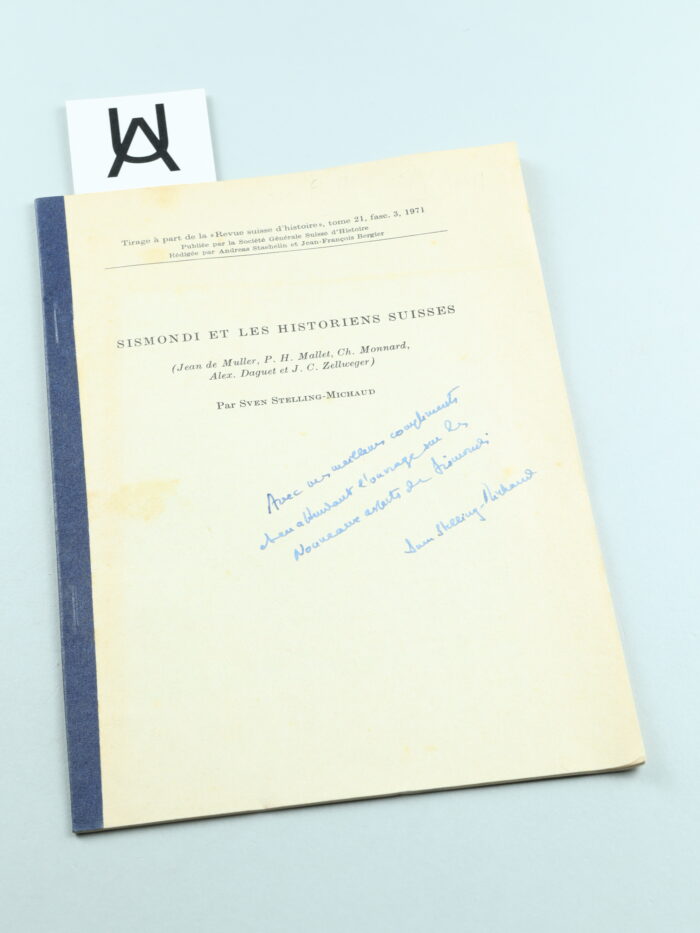 WA
Tirage à part de la «Revue suisse d'histoire», tome 21, fasc. 3, 1971
Publiée par la Société Générale Suisse d'Histoire
Rédigée par Andreas Staehelin et Jean-François Bergier
SISMONDI ET LES HISTORIENS SUISSES
(Jean de Muller, P. H. Mallet, Ch. Monnard,
Alex. Daguet et J. C. Zellweger)
Par Sven Stelling-Michaud
Avec mes meilleurs compliments
et en attendant l'ouvrage sur les
Nouveaux aspects de Sismondi
Sven Stelling-Michaud